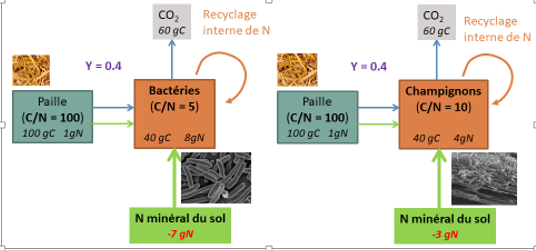 CO2
60 gC
Recyclage
interne de N
Y = 0.4
Paille
(C/N = 100)
100 gC 1gN
Bactéries
(C/N = 5)
40 gC 8gN
N minéral du sol
-7 gN
CO2
60 gC
Recyclage
interne de N
Y = 0.4
Paille
(C/N = 100)
100 gC 1gN
Champignons
(C/N = 10)
40 gC 4gN
N minéral du sol
-3 gN